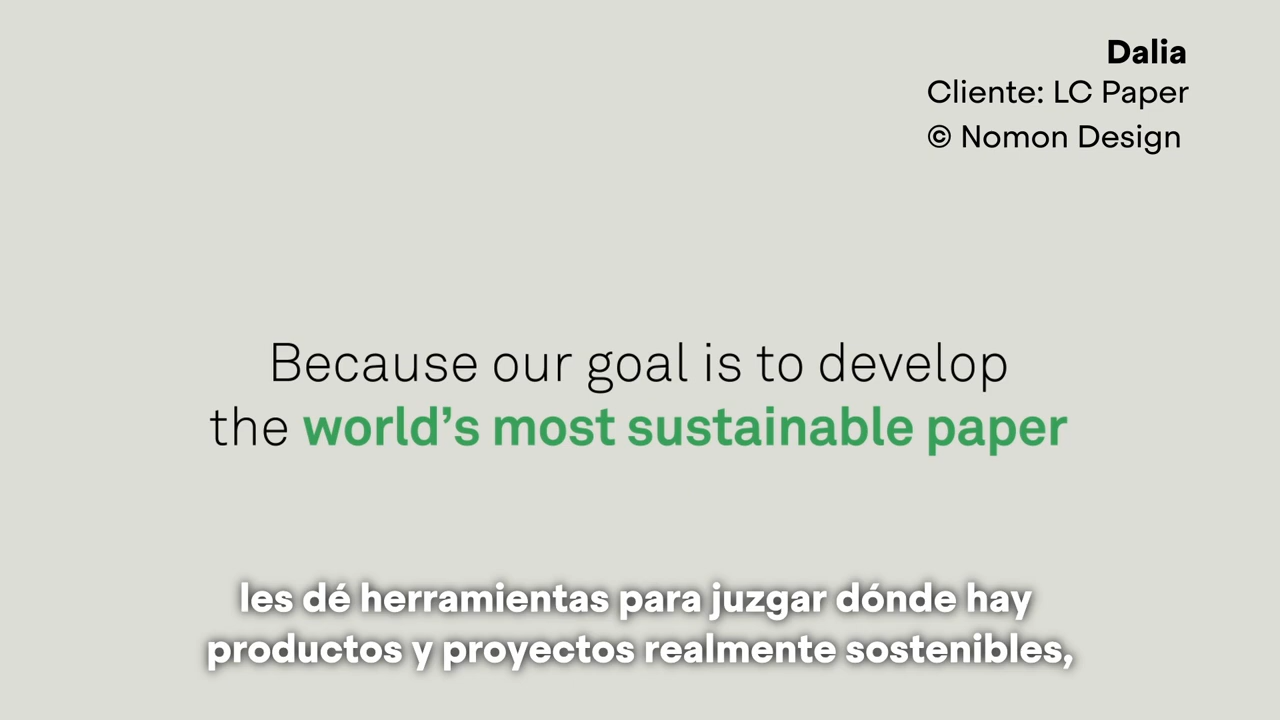 Dalia
Cliente: LC Paper
© Nomon Design
Because our goal is to develop
the world's most sustainable paper
les dé herramientas para juzgar dónde hay
productos y proyectos realmente sostenibles,